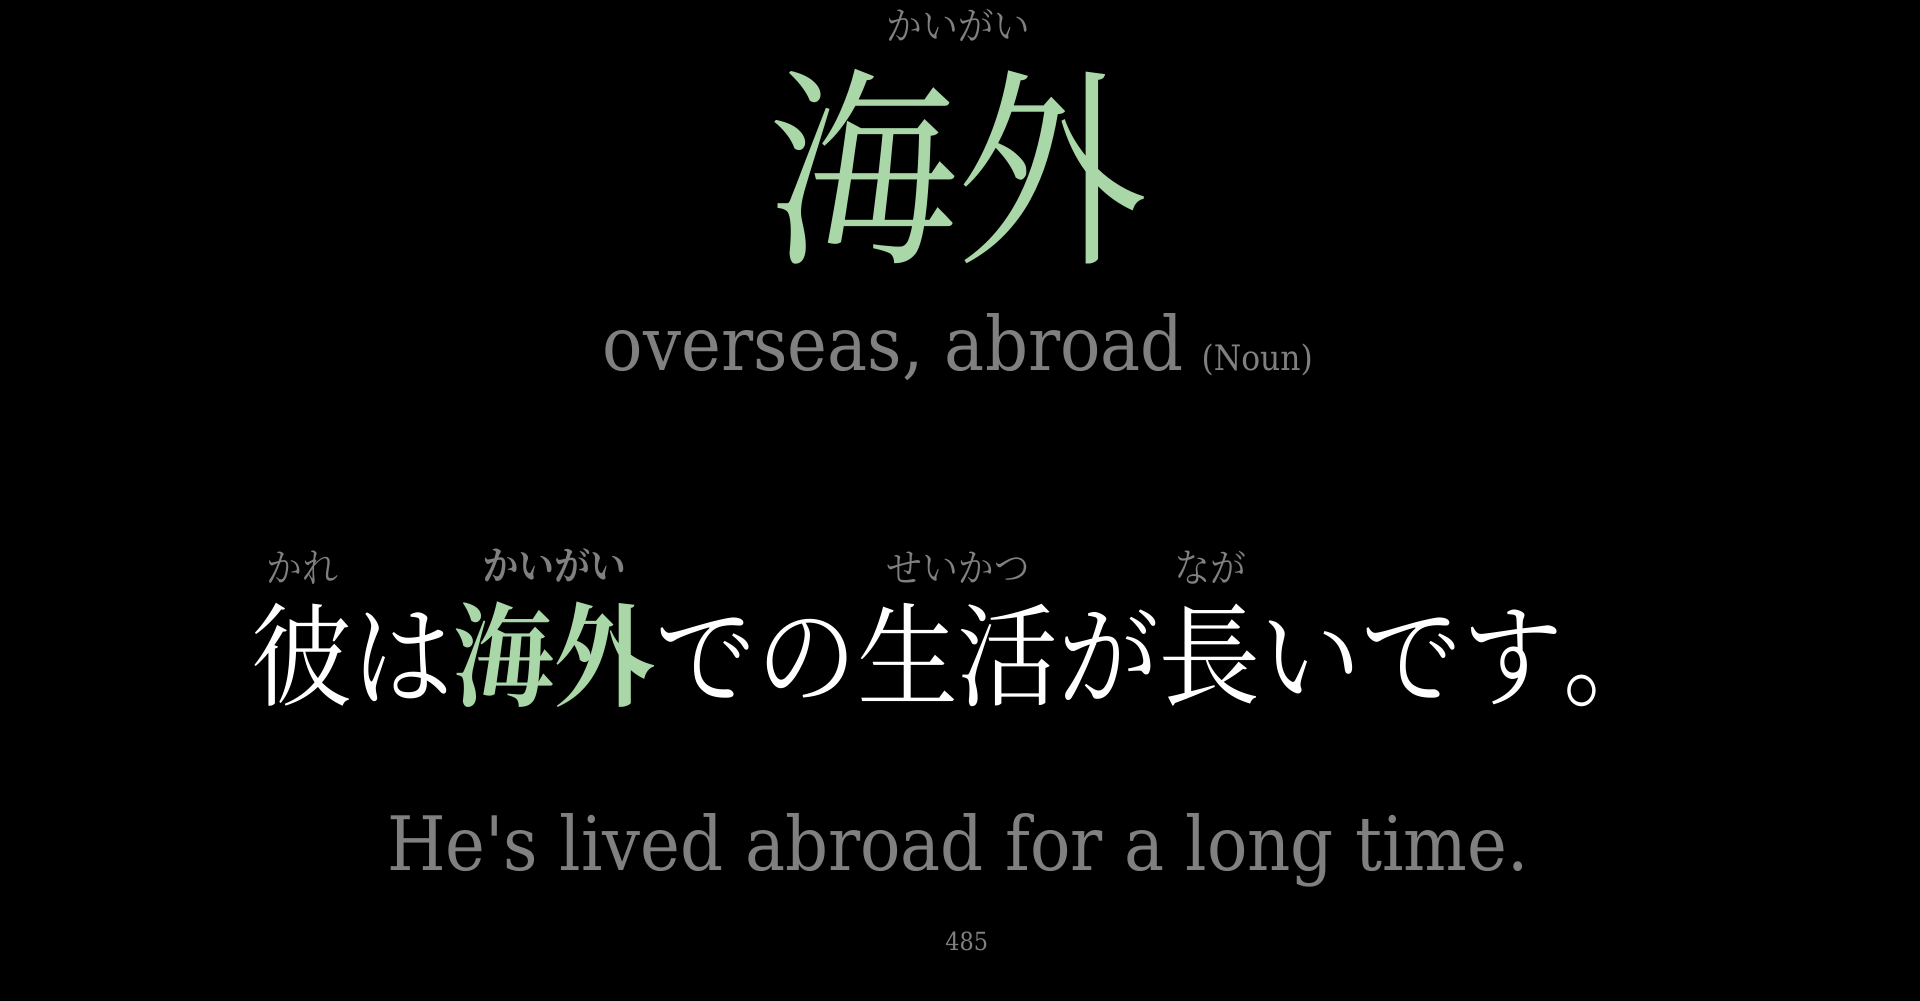 かいがい
海外
overseas, abroad (Noun)
かれ かいがい せいかつ なが
彼は海外での生活が長いです。
He's lived abroad for a long time.
485